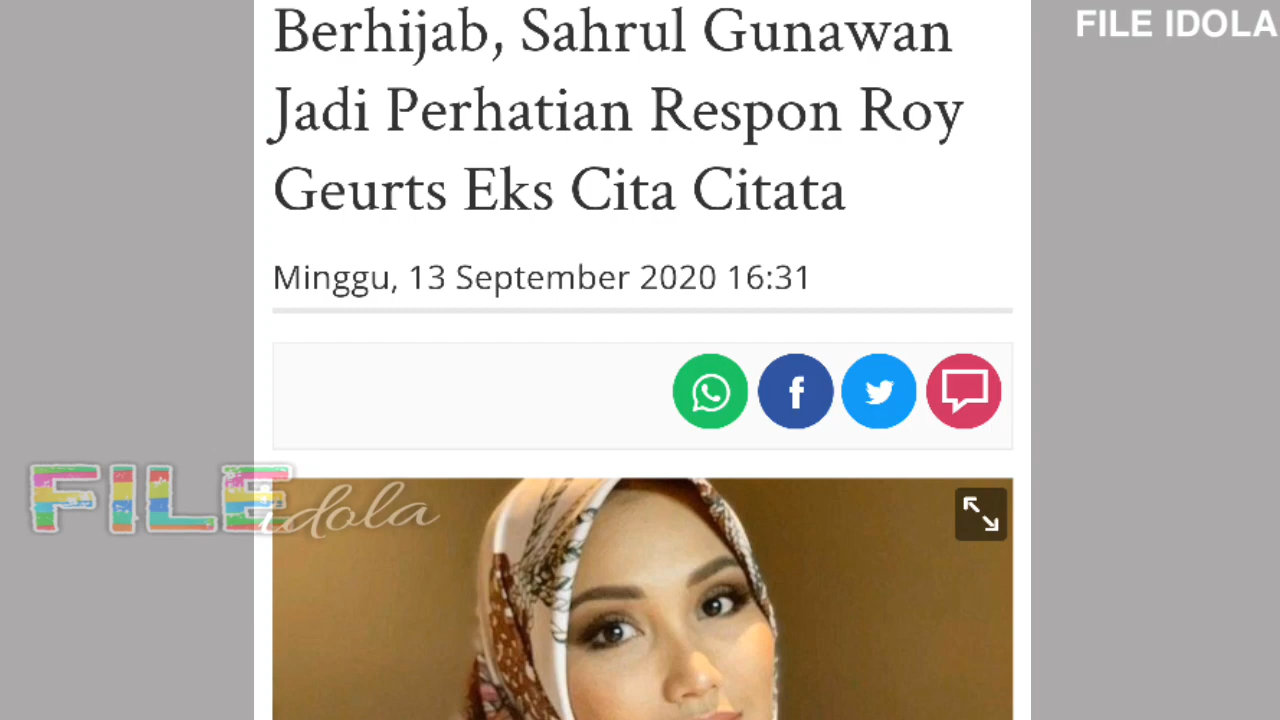 FILE IDOLA
Berhijab, Sahrul Gunawan
Jadi Perhatian Respon Roy
Geurts Eks Cita Citata
Minggu, 13 September 2020 16:31
FILE
idola